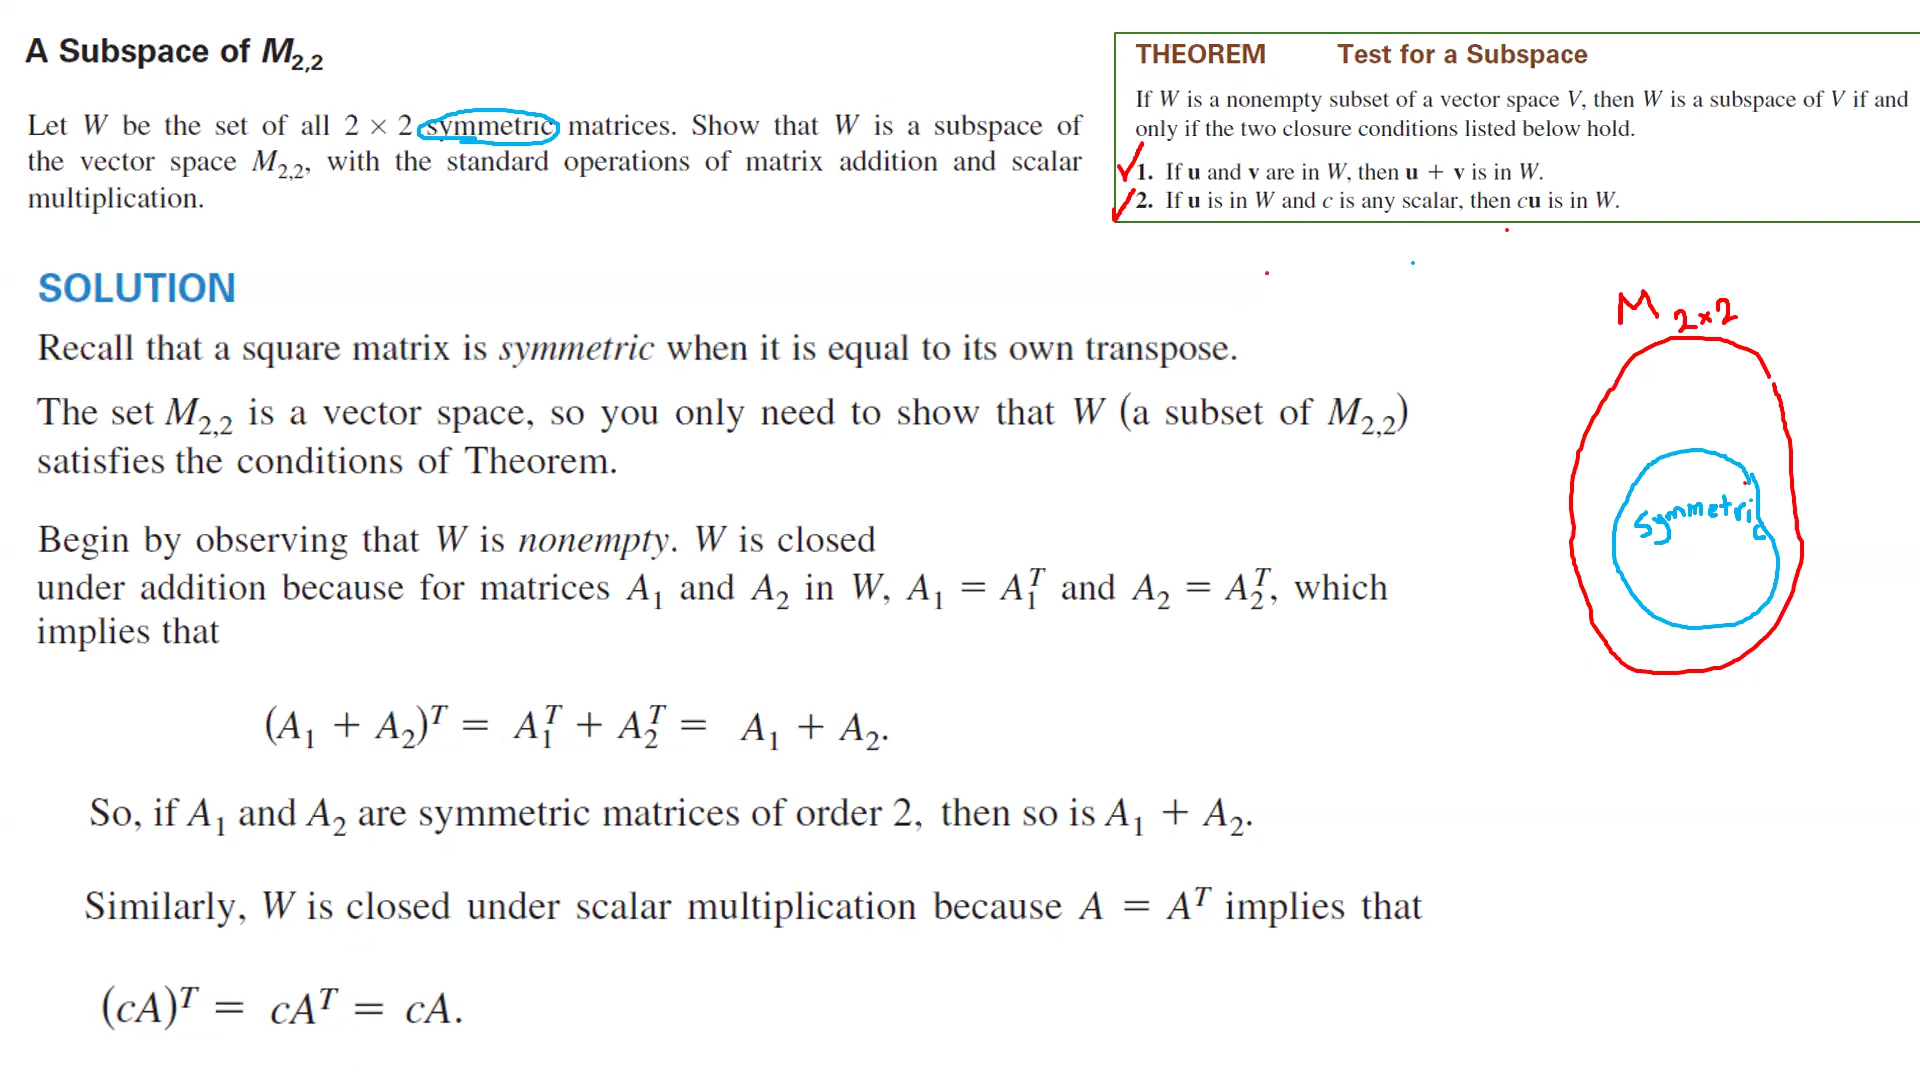 A Subspace of M2,2
Let W be the set of all 2 × 2 symmetric matrices. Show that W is a subspace of
the vector space M2,2, with the standard operations of matrix addition and scalar
multiplication.
THEOREM Test for a Subspace
If W is a nonempty subset of a vector space V, then W is a subspace of V if and
only if the two closure conditions listed below hold.
1. If u and v are in W, then u + v is in W.
2. If u is in W and c is any scalar, then cu is in W.
SOLUTION
Recall that a square matrix is symmetric when it is equal to its own transpose.
The set M2,2 is a vector space, so you only need to show that W (a subset of M2,2)
satisfies the conditions of Theorem.
Begin by observing that W is nonempty. W is closed
under addition because for matrices A₁ and A₂ in W, A₁ = A₁ᵀ and A₂ = A₂ᵀ, which
implies that
(A₁ + A₂)ᵀ = A₁ᵀ + A₂ᵀ = A₁ + A₂.
So, if A₁ and A₂ are symmetric matrices of order 2, then so is A₁ + A₂.
Similarly, W is closed under scalar multiplication because A = Aᵀ implies that
(cA)ᵀ = cAᵀ = cA.
M 2×2
Symmetric